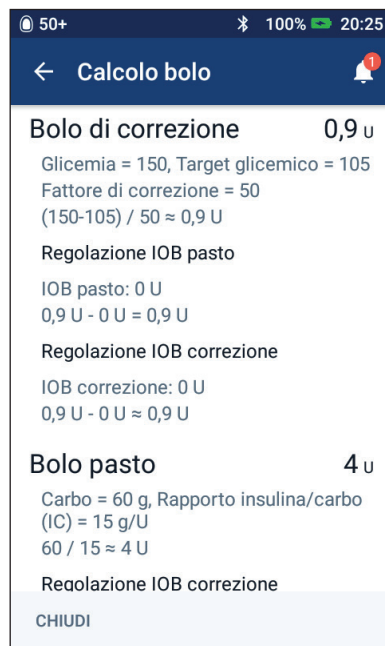 50+ 100% 20:25
Calcolo bolo 1
Bolo di correzione 0,9 U
Glicemia = 150, Target glicemico = 105
Fattore di correzione = 50
(150-105) / 50 ≈ 0,9 U
Regolazione IOB pasto
IOB pasto: 0 U
0,9 U - 0 U = 0,9 U
Regolazione IOB correzione
IOB correzione: 0 U
0,9 U - 0 U ≈ 0,9 U
Bolo pasto 4 U
Carbo = 60 g, Rapporto insulina/carbo
(IC) = 15 g/U
60 / 15 ≈ 4 U
Regolazione IOB correzione
CHIUDI